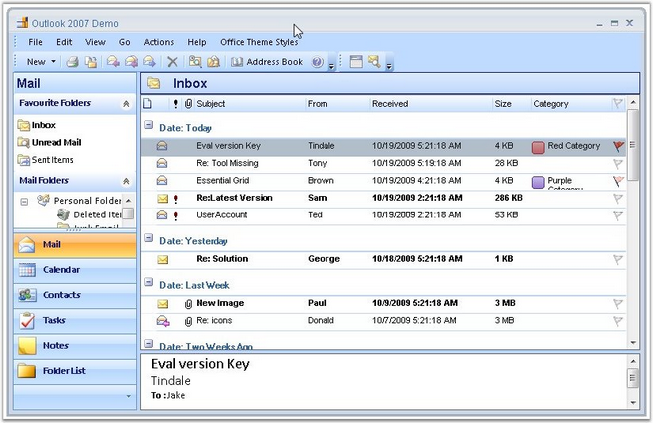 Outlook 2007 Demo
File Edit View Go Actions Help Office Theme Styles
New Address Book
Mail
Inbox
Favourite Folders
Inbox
Unread Mail
Sent Items
Mail Folders
Personal Folder
Deleted Iter
Junk Email
Mail
Calendar
Contacts
Tasks
Notes
Folder List
! Subject From Received Size Category
Date: Today
Eval version Key Tindale 10/19/2009 5:21:18 AM 4 KB Red Category
Re: Tool Missing Tony 10/19/2009 5:19:18 AM 28 KB
Essential Grid Brown 10/19/2009 4:21:18 AM 4 KB Purple Category
Re:Latest Version Sam 10/19/2009 2:21:18 AM 286 KB
UserAccount Ted 10/19/2009 2:21:18 AM 53 KB
Date: Yesterday
Re: Solution George 10/18/2009 5:21:18 AM 1 KB
Date: Last Week
New Image Paul 10/9/2009 5:21:18 AM 3 MB
Re: icons Donald 10/7/2009 5:21:18 AM 3 MB
Date: Two Weeks Ago
Eval version Key
Tindale
To :Jake